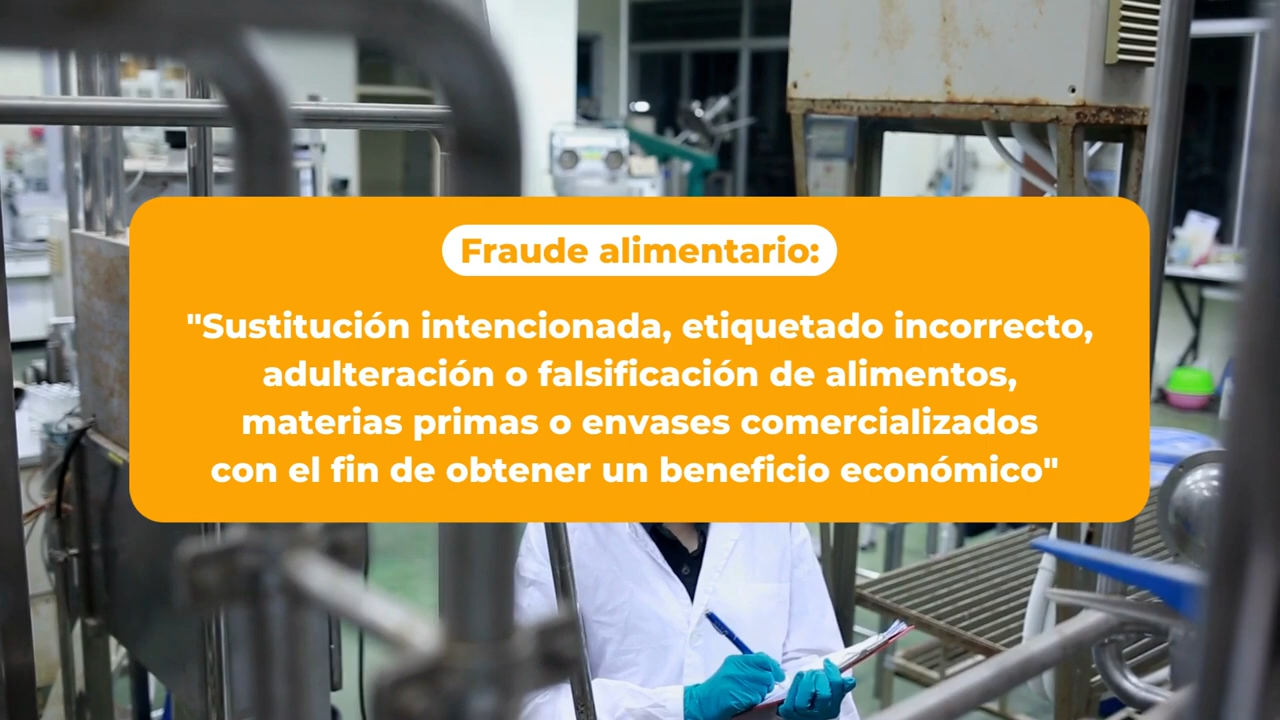 Fraude alimentario:
"Sustitución intencionada, etiquetado incorrecto,
adulteración o falsificación de alimentos,
materias primas o envases comercializados
con el fin de obtener un beneficio económico"